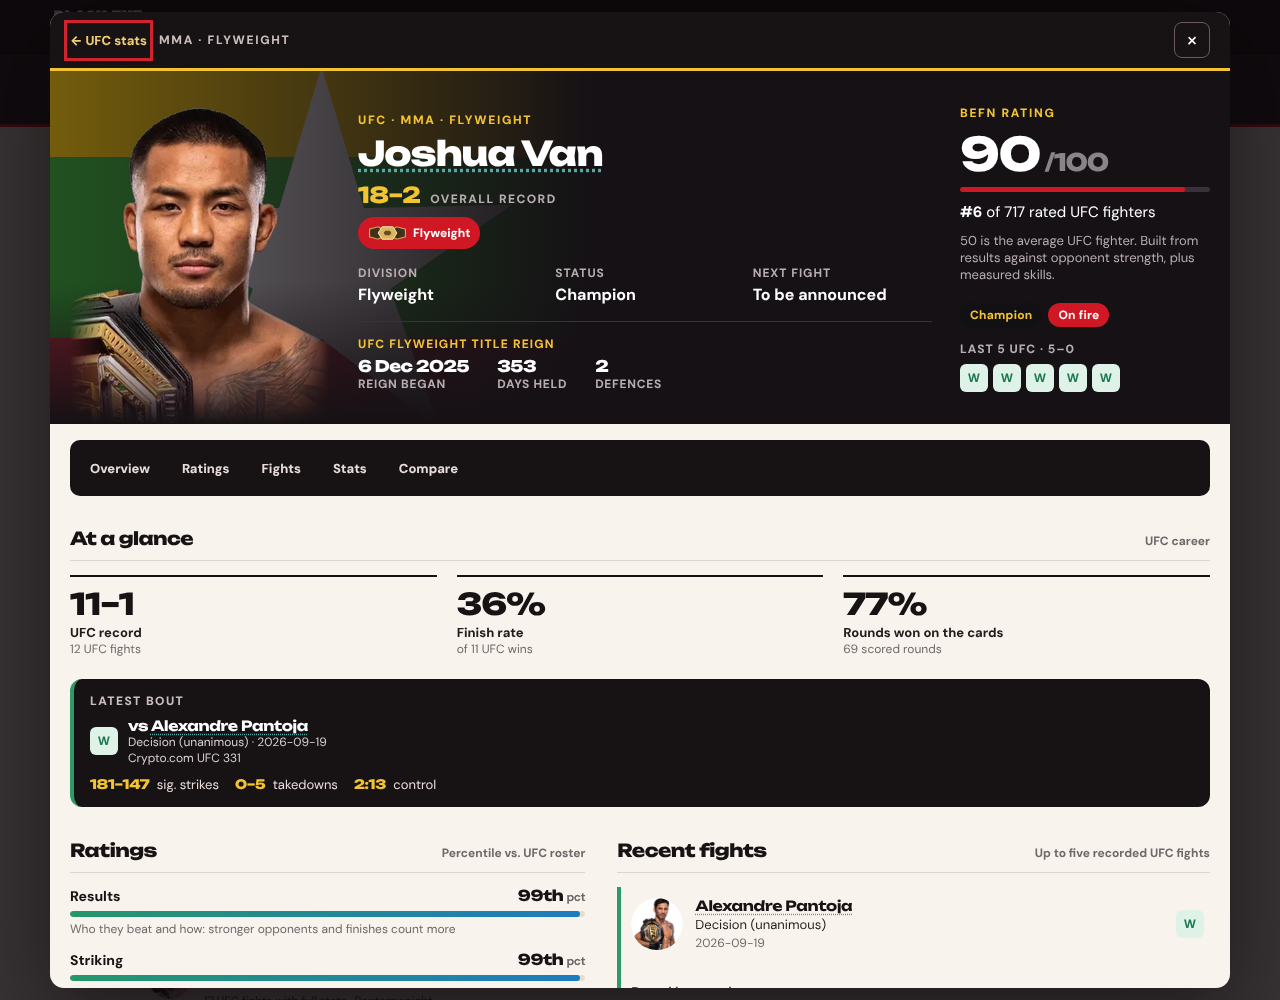 ← UFC stats MMA · FLYWEIGHT ×
UFC · MMA · FLYWEIGHT
Joshua Van
18–2 OVERALL RECORD
Flyweight
DIVISION STATUS NEXT FIGHT
Flyweight Champion To be announced
UFC FLYWEIGHT TITLE REIGN
6 Dec 2025 353 2
REIGN BEGAN DAYS HELD DEFENCES
BEFN RATING
90 /100
#6 of 717 rated UFC fighters
50 is the average UFC fighter. Built from
results against opponent strength, plus
measured skills.
Champion On fire
LAST 5 UFC · 5–0
W W W W W
Overview Ratings Fights Stats Compare
At a glance UFC career
11–1 36% 77%
UFC record Finish rate Rounds won on the cards
12 UFC fights of 11 UFC wins 69 scored rounds
LATEST BOUT
W vs Alexandre Pantoja
Decision (unanimous) · 2026-09-19
Crypto.com UFC 331
181–147 sig. strikes 0–5 takedowns 2:13 control
Ratings Percentile vs. UFC roster
Results 99th pct
Who they beat and how: stronger opponents and finishes count more
Striking 99th pct
Recent fights Up to five recorded UFC fights
Alexandre Pantoja
Decision (unanimous) W
2026-09-19